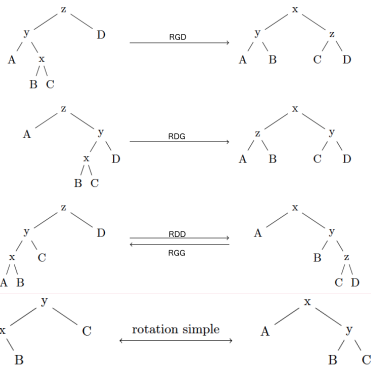 z x
y D RGD y z
A x A B C D
B C
z x
A y RDG z y
x D A B C D
B C
z x
y D RDD A y
x C RGG B z
A B C D
y x
x C rotation simple A y
B B C